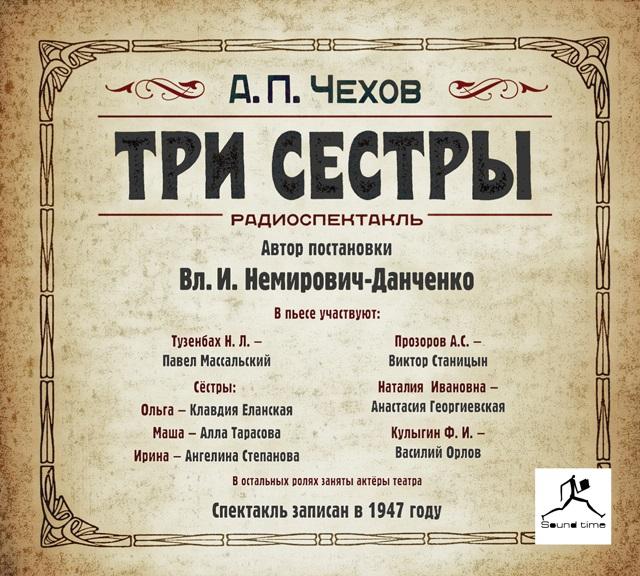 А. П. ЧЕХОВ
ТРИ СЕСТРЫ
РАДИОСПЕКТАКЛЬ
Автор постановки
Вл. И. Немирович-Данченко
В пьесе участвуют:
Тузенбах Н. Л. –
Павел Массальский
Сёстры:
Ольга – Клавдия Еланская
Маша – Алла Тарасова
Ирина – Ангелина Степанова
Прозоров А.С. –
Виктор Станицын
Наталия Ивановна –
Анастасия Георгиевская
Кулыгин Ф. И. –
Василий Орлов
В остальных ролях заняты актёры театра
Спектакль записан в 1947 году
Sound time